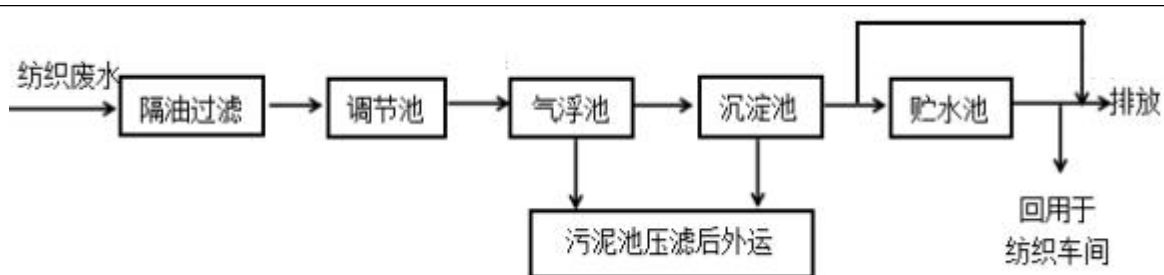 纺织废水
隔油过滤
调节池
气浮池
沉淀池
贮水池
排放
污泥池压滤后外运
回用于
纺织车间